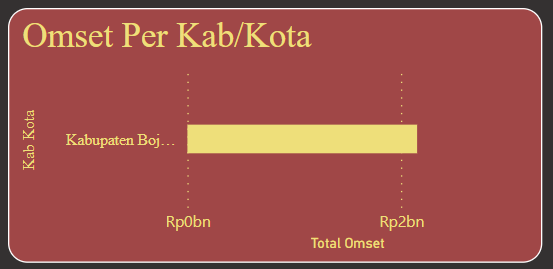 Omset Per Kab/Kota
Kab Kota
Kabupaten Boj…
Rp0bn
Rp2bn
Total Omset